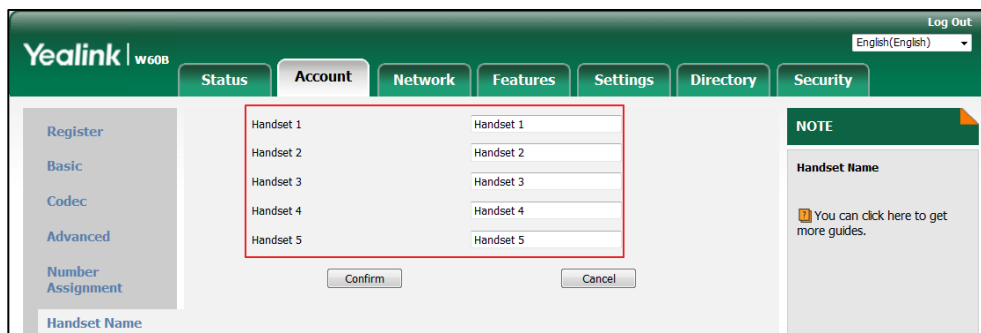 Log Out
Yealink | W60B
English(English)
Status Account Network Features Settings Directory Security
Register
Basic
Codec
Advanced
Number
Assignment
Handset Name
Handset 1 Handset 1
Handset 2 Handset 2
Handset 3 Handset 3
Handset 4 Handset 4
Handset 5 Handset 5
Confirm Cancel
NOTE
Handset Name
? You can click here to get
more guides.